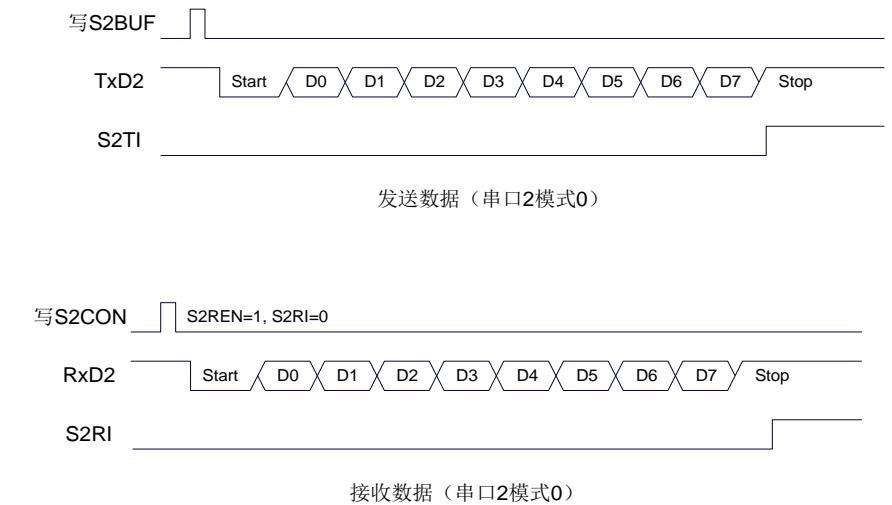 写S2BUF
TxD2 Start D0 D1 D2 D3 D4 D5 D6 D7 Stop
S2TI
发送数据（串口2模式0）
写S2CON S2REN=1, S2RI=0
RxD2 Start D0 D1 D2 D3 D4 D5 D6 D7 Stop
S2RI
接收数据（串口2模式0）